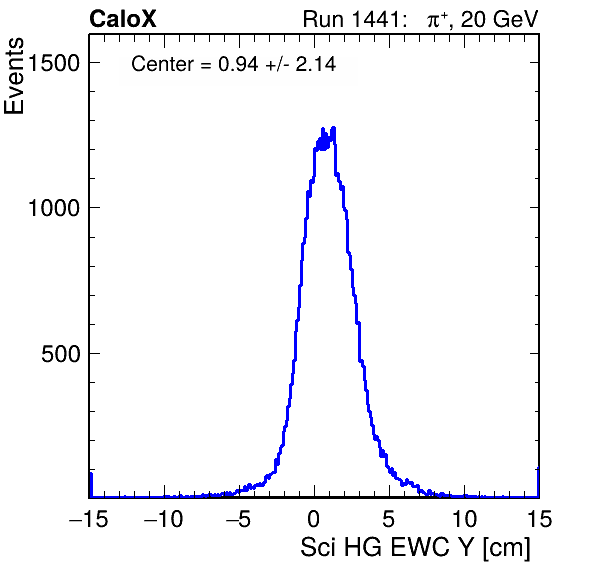 CaloX Run 1441: π⁺, 20 GeV
Events
Center = 0.94 +/- 2.14
1500
1000
500
−15 −10 −5 0 5 10 15
Sci HG EWC Y [cm]